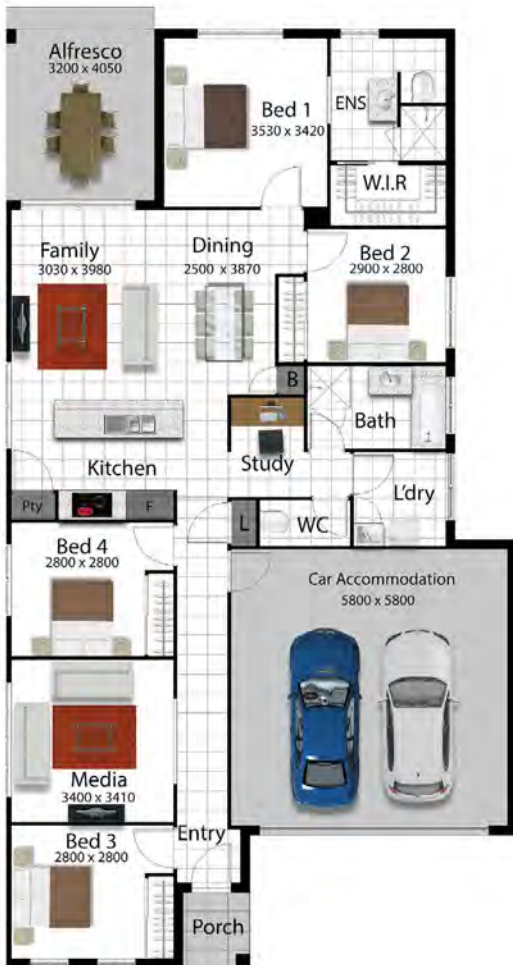 Alfresco
3200 x 4050
Bed 1
3530 x 3420
ENS
W.I.R
Family
3030 x 3980
Dining
2500 x 3870
Bed 2
2900 x 2800
B
Bath
Kitchen
Study
L'dry
Pty
F
L
WC
Bed 4
2800 x 2800
Car Accommodation
5800 x 5800
Media
3400 x 3410
Bed 3
2800 x 2800
Entry
Porch